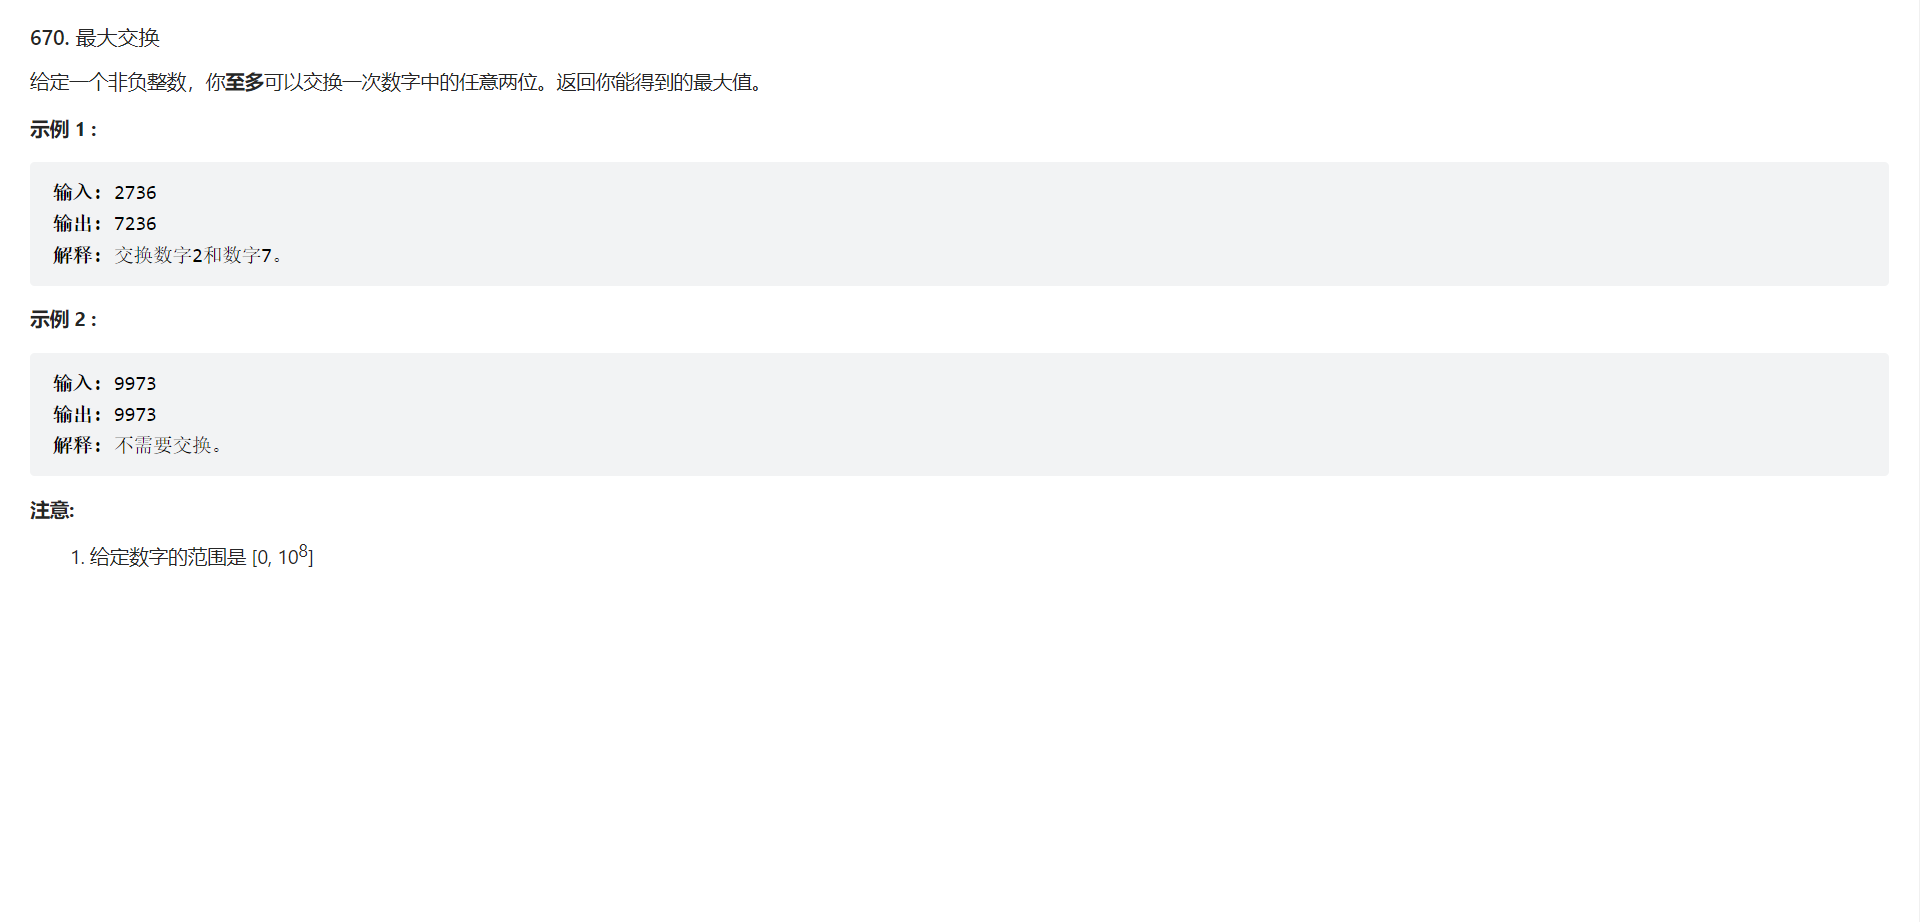 670. 最大交换
给定一个非负整数，你至多可以交换一次数字中的任意两位。返回你能得到的最大值。
示例 1 :
输入: 2736
输出: 7236
解释: 交换数字2和数字7。
示例 2 :
输入: 9973
输出: 9973
解释: 不需要交换。
注意:
1. 给定数字的范围是 [0, 10⁸]